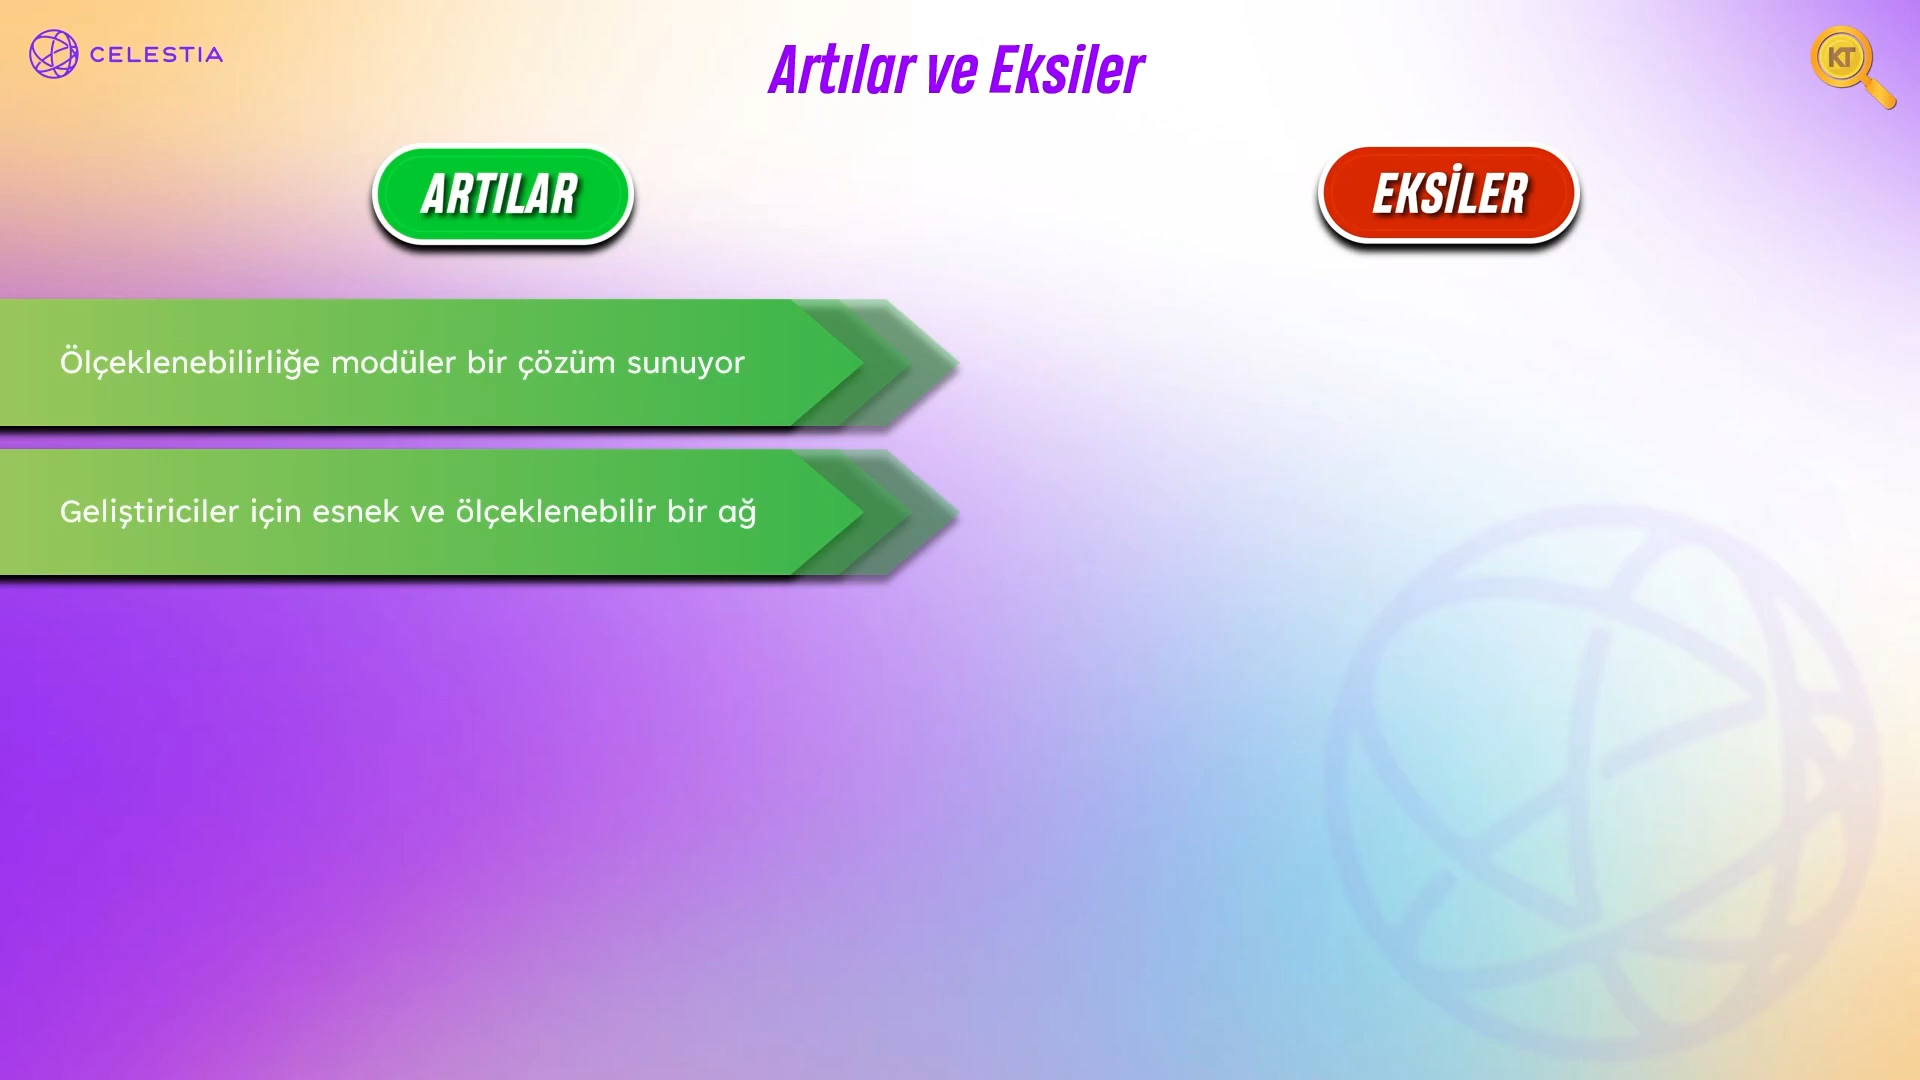 CELESTIA
Artılar ve Eksiler
KT
ARTILAR
EKSİLER
Ölçeklenebilirliğe modüler bir çözüm sunuyor
Geliştiriciler için esnek ve ölçeklenebilir bir ağ